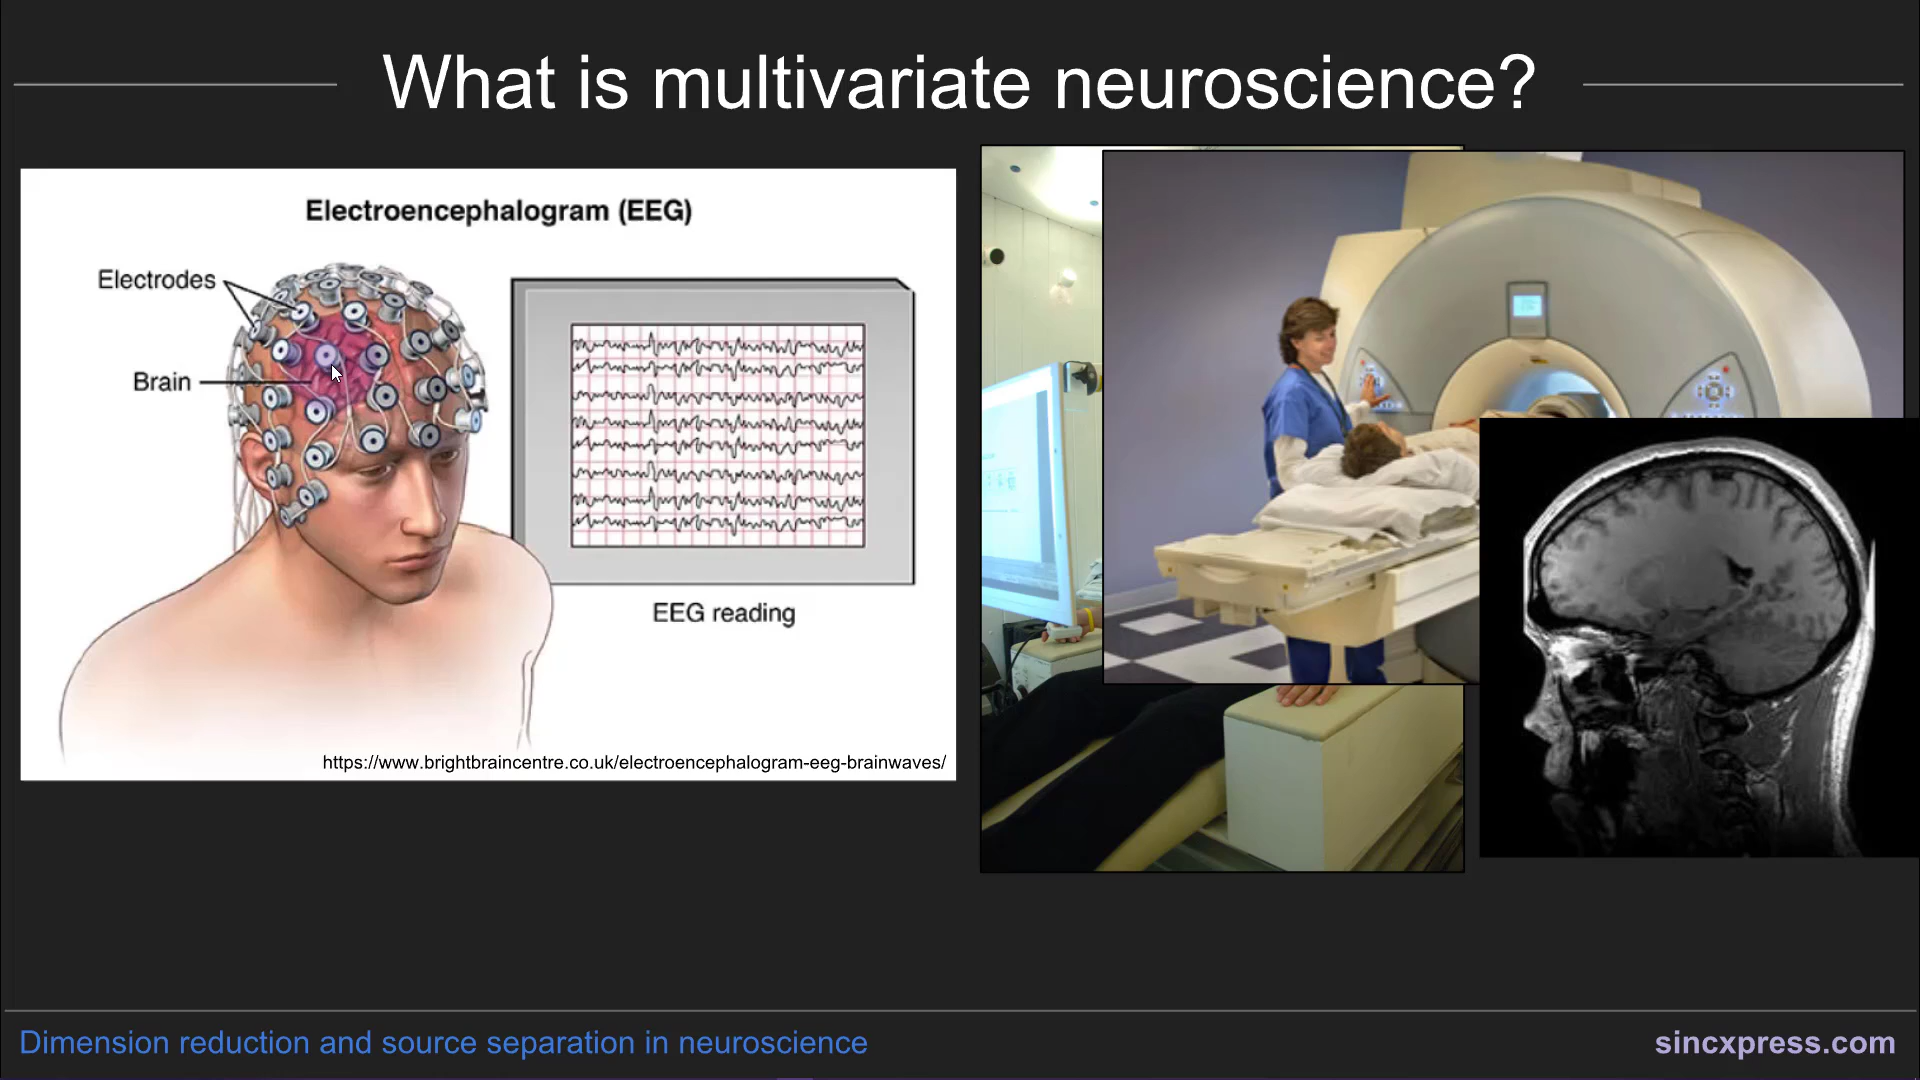 What is multivariate neuroscience?
Electroencephalogram (EEG)
Electrodes
Brain
EEG reading
https://www.brightbraincentre.co.uk/electroencephalogram-eeg-brainwaves/
Dimension reduction and source separation in neuroscience
sincxpress.com